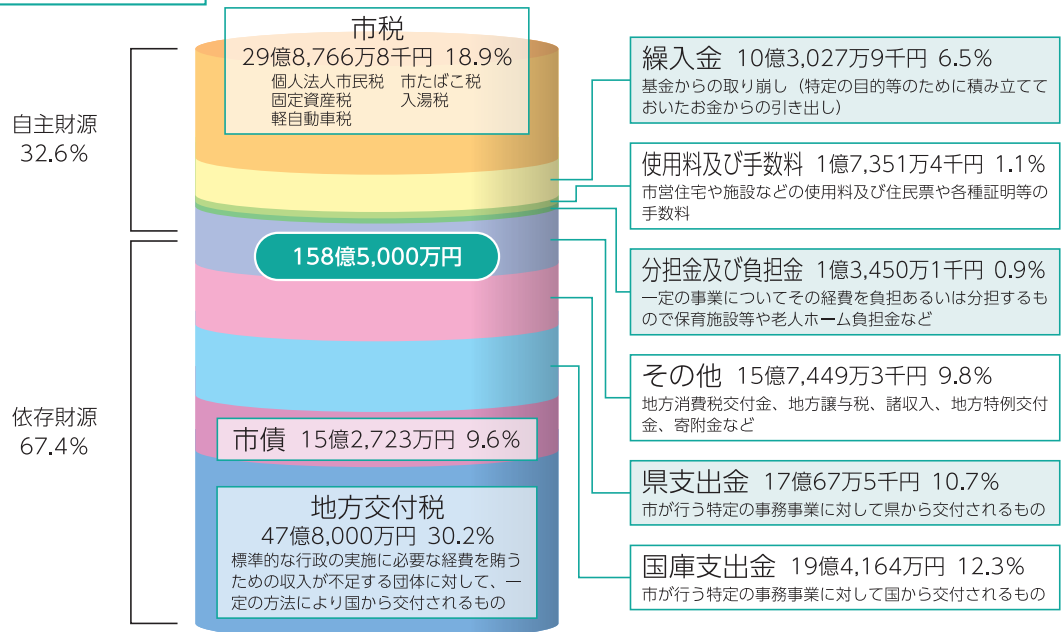 市税
29億8,766万8千円 18.9%
個人法人市民税 市たばこ税
固定資産税 入湯税
軽自動車税
自主財源
32.6%
158億5,000万円
依存財源
67.4%
市債 15億2,723万円 9.6%
地方交付税
47億8,000万円 30.2%
標準的な行政の実施に必要な経費を賄う
ための収入が不足する団体に対して、一
定の方法により国から交付されるもの
繰入金 10億3,027万9千円 6.5%
基金からの取り崩し（特定の目的等のために積み立てて
おいたお金からの引き出し）
使用料及び手数料 1億7,351万4千円 1.1%
市営住宅や施設などの使用料及び住民票や各種証明等の
手数料
分担金及び負担金 1億3,450万1千円 0.9%
一定の事業についてその経費を負担あるいは分担するも
ので保育施設等や老人ホーム負担金など
その他 15億7,449万3千円 9.8%
地方消費税交付金、地方譲与税、諸収入、地方特例交付
金、寄附金など
県支出金 17億67万5千円 10.7%
市が行う特定の事務事業に対して県から交付されるもの
国庫支出金 19億4,164万円 12.3%
市が行う特定の事務事業に対して国から交付されるもの